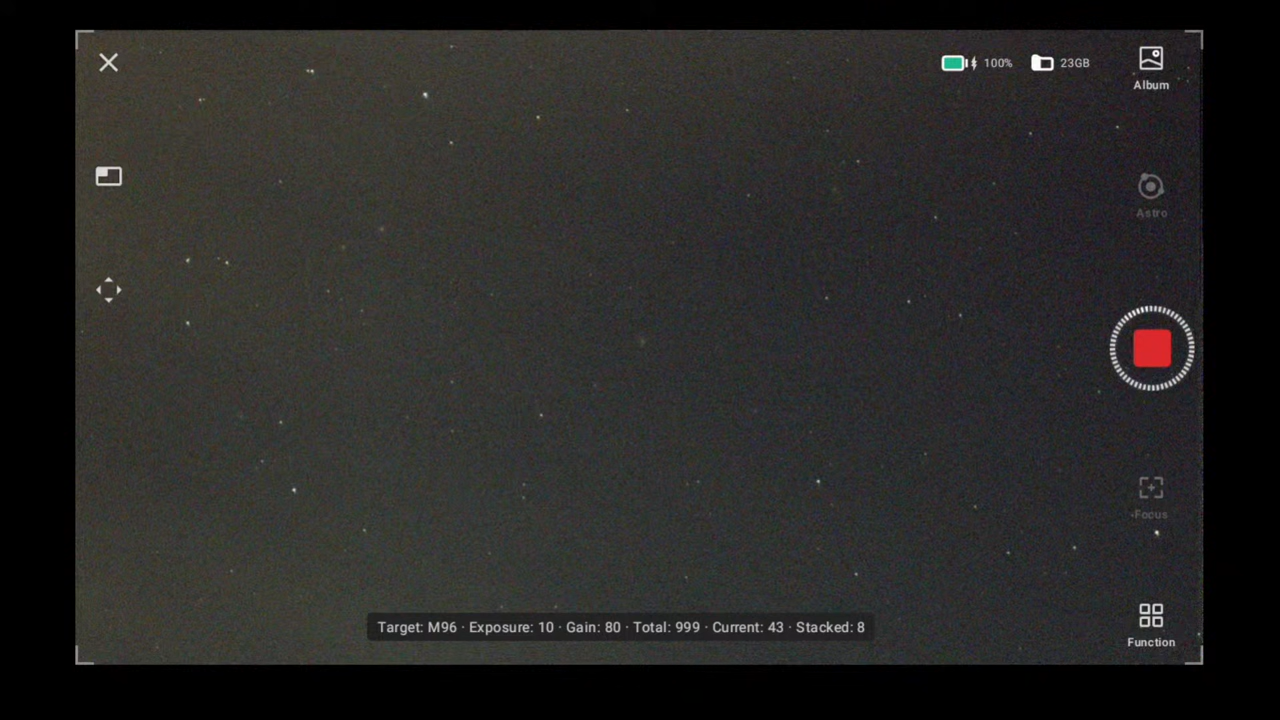 100%
23GB
Album
Astro
Focus
Target: M96 · Exposure: 10 · Gain: 80 · Total: 999 · Current: 43 · Stacked: 8
Function